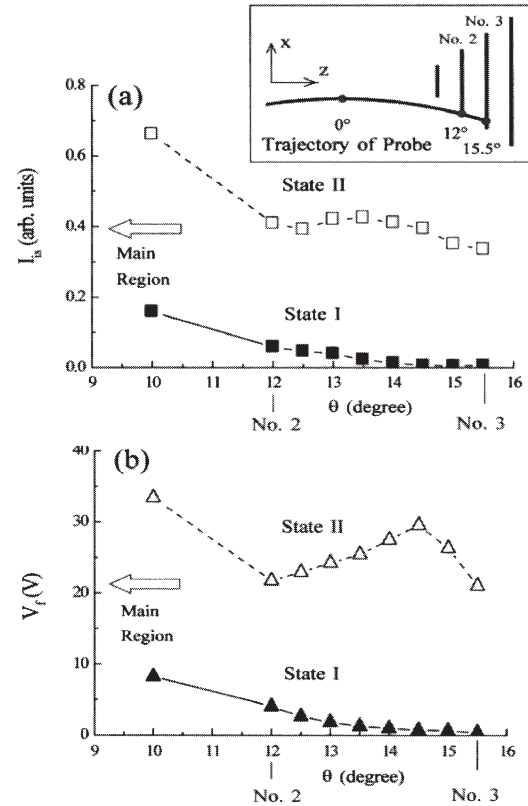 (a)
x
z
0°
12°
15.5°
No. 2
No. 3
Trajectory of Probe
0.8
0.6
0.4
0.2
0.0
I_is (arb. units)
State II
Main
Region
State I
9 10 11 12 13 14 15 16
θ (degree)
No. 2
No. 3
(b)
40
30
20
10
0
V_f (V)
State II
Main
Region
State I
9 10 11 12 13 14 15 16
θ (degree)
No. 2
No. 3